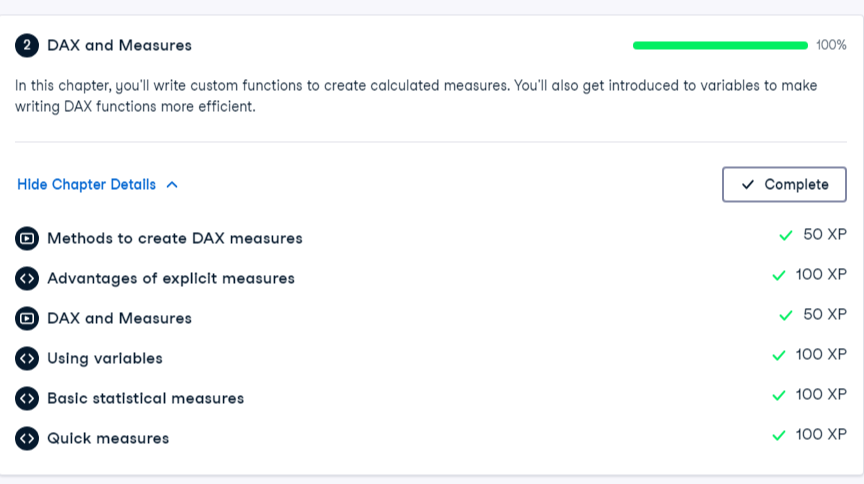 2 DAX and Measures 100%
In this chapter, you'll write custom functions to create calculated measures. You'll also get introduced to variables to make
writing DAX functions more efficient.
Hide Chapter Details Complete
Methods to create DAX measures 50 XP
Advantages of explicit measures 100 XP
DAX and Measures 50 XP
Using variables 100 XP
Basic statistical measures 100 XP
Quick measures 100 XP